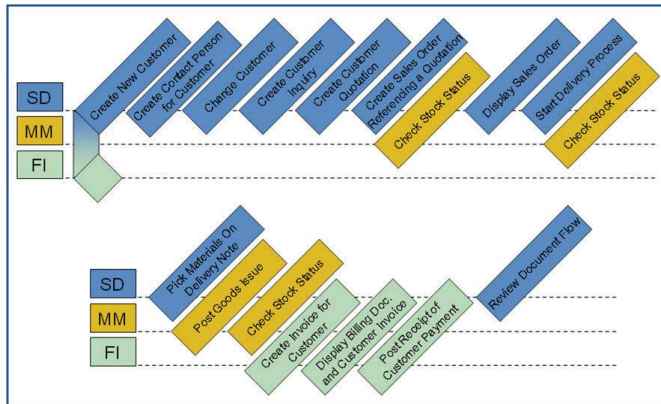 Create New Customer
Create Contact Person
for Customer
Change Customer
Create Customer
Inquiry
Create Customer
Quotation
Create Sales Order
Referencing a Quotation
Check Stock Status
Display Sales Order
Start Delivery Process
Check Stock Status
SD
MM
FI
Pick Materials On
Delivery Note
Post Goods Issue
Check Stock Status
Create Invoice for
Customer
Display Billing Doc.
and Customer Invoice
Post Receipt of
Customer Payment
Review Document Flow
SD
MM
FI